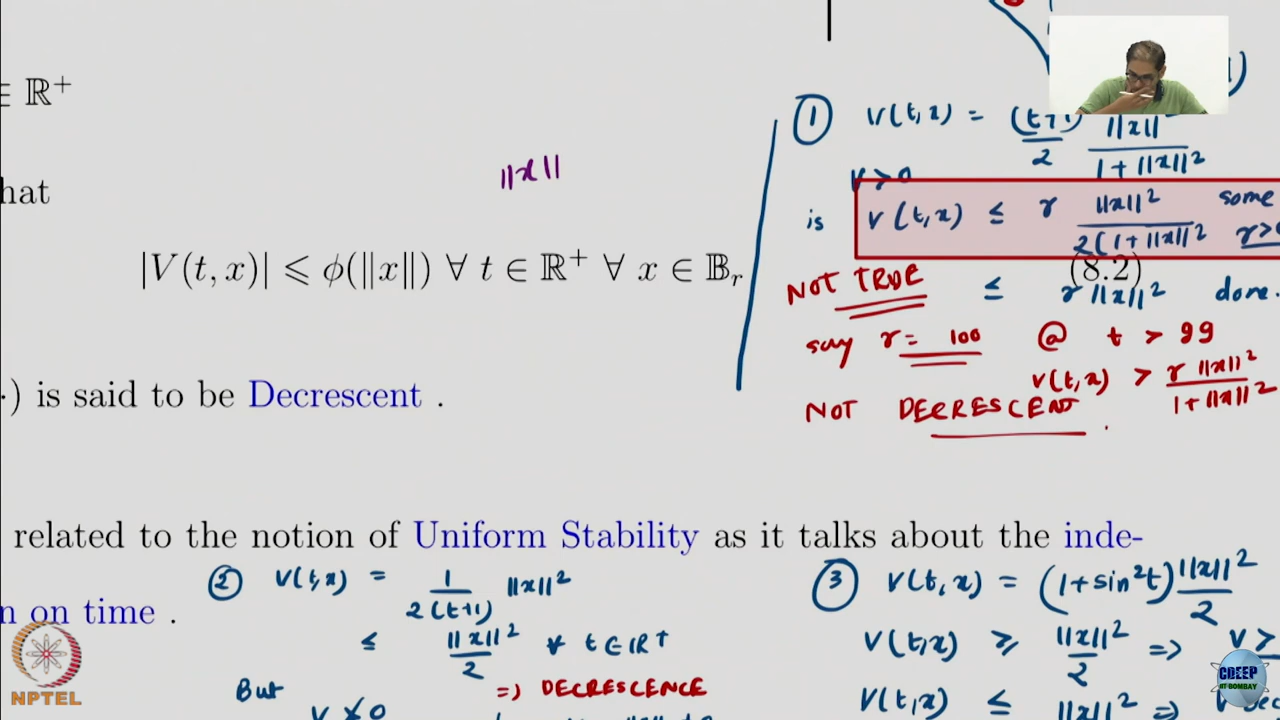 ∈ ℝ⁺
hat
‖x‖
|V(t, x)| ⩽ ϕ(‖x‖) ∀ t ∈ ℝ⁺ ∀ x ∈ 𝔹ᵣ
(8.2)
·) is said to be Decrescent .
related to the notion of Uniform Stability as it talks about the inde-
n on time .
① V(t, x) = (t+1)/2 ‖x‖²/(1+‖x‖²)
V > 0
is V(t, x) ≤ γ ‖x‖²/2(1+‖x‖² some
γ>0
NOT TRUE ≤ γ‖x‖² done.
say γ = 100 @ t > 99
V(t, x) > γ‖x‖²/1+‖x‖²
NOT DECRESCENT .
② V(t, x) = 1/2(t+1) ‖x‖²
≤ ‖x‖²/2 ∀ t ∈ ℝ⁺
But ⇒ DECRESCENCE
③ V(t, x) = (1+sin²t) ‖x‖²/2
V(t, x) ≥ ‖x‖²/2 ⇒ V>
V(t, x) ≤ ‖x‖² ⇒
NPTEL
CDEEP
IIT BOMBAY